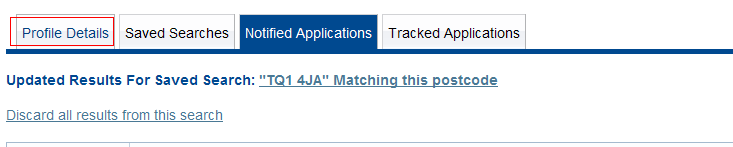 Profile Details Saved Searches Notified Applications Tracked Applications
Updated Results For Saved Search: "TQ1 4JA" Matching this postcode
Discard all results from this search